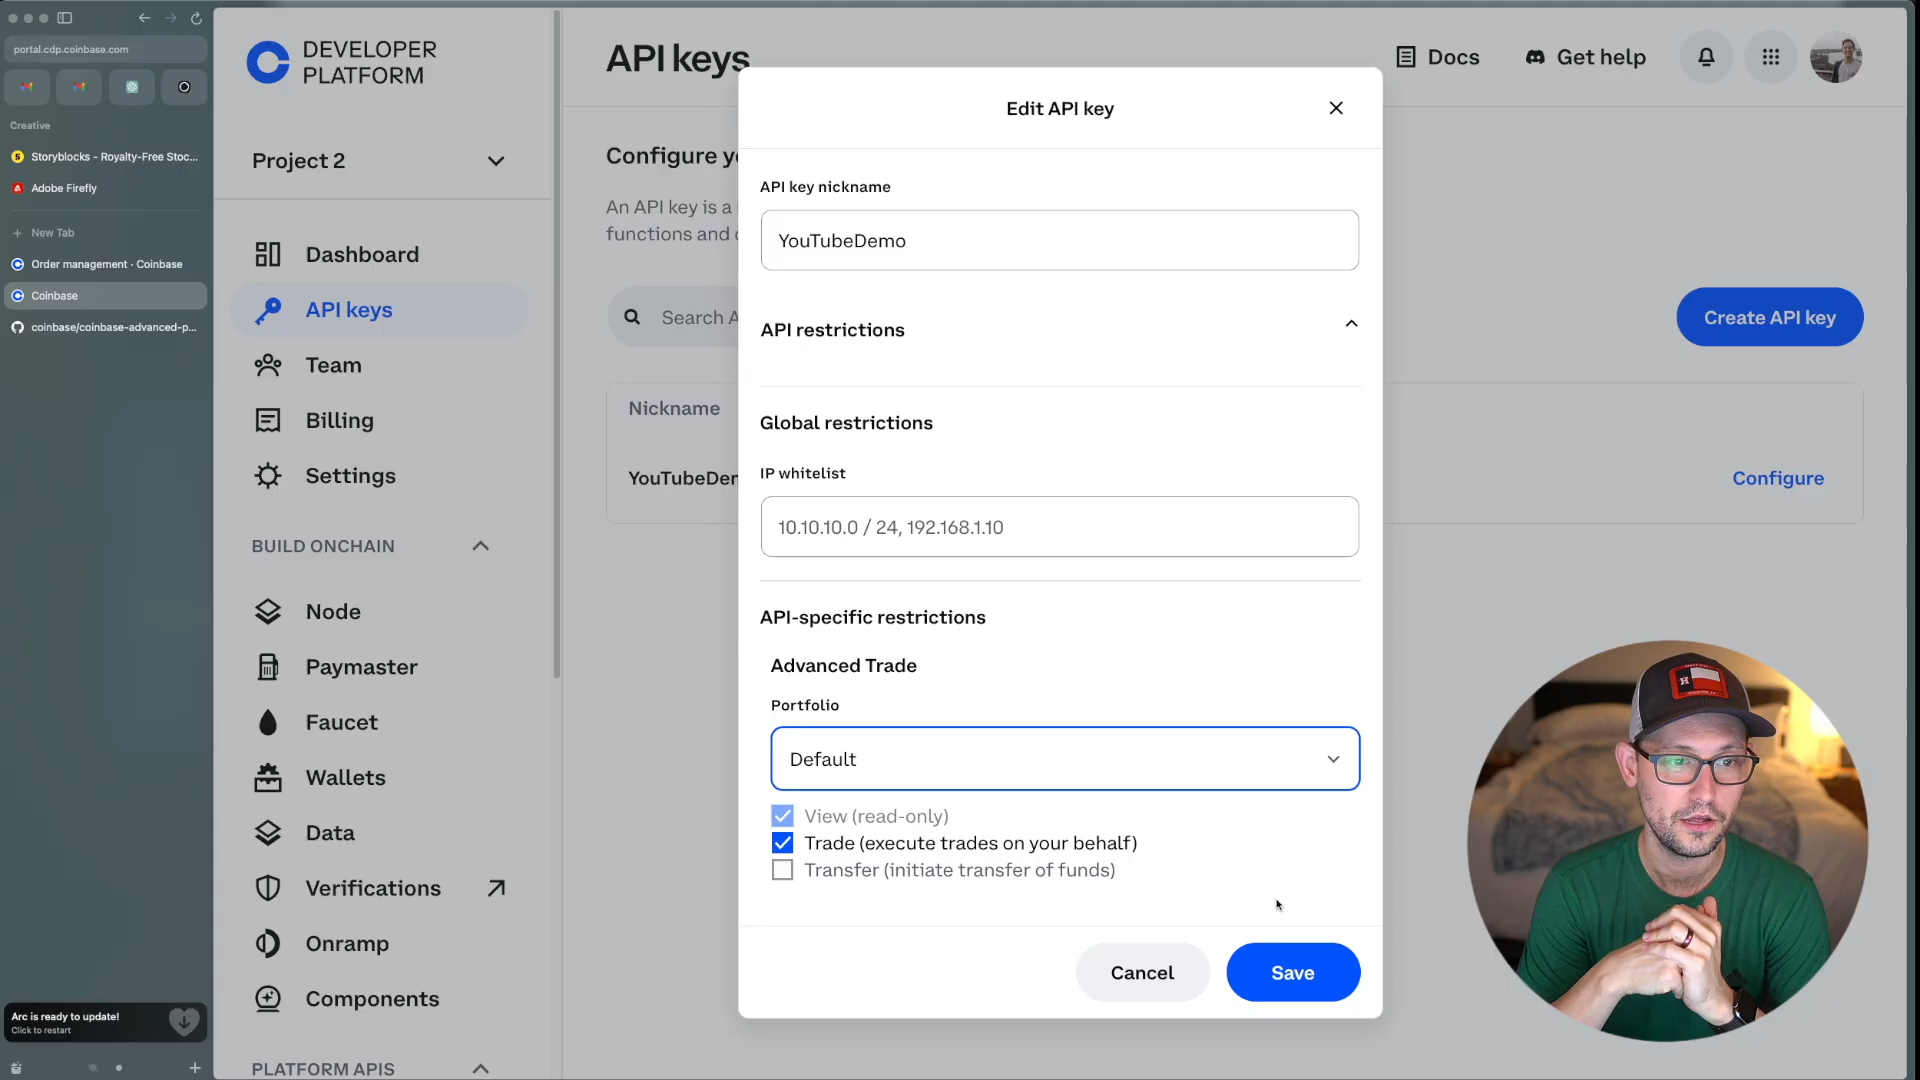 portal.cdp.coinbase.com
Creative
Storyblocks - Royalty-Free Stoc...
Adobe Firefly
New Tab
Order management · Coinbase
Coinbase
coinbase/coinbase-advanced-p...
Arc is ready to update!
Click to restart
DEVELOPER
PLATFORM
Project 2
Dashboard
API keys
Team
Billing
Settings
BUILD ONCHAIN
Node
Paymaster
Faucet
Wallets
Data
Verifications
Onramp
Components
PLATFORM APIS
API keys
Docs
Get help
Configure y
An API key is a
functions and
Search A
Create API key
Nickname
YouTubeDem
Configure
Edit API key
API key nickname
YouTubeDemo
API restrictions
Global restrictions
IP whitelist
10.10.10.0 / 24, 192.168.1.10
API-specific restrictions
Advanced Trade
Portfolio
Default
View (read-only)
Trade (execute trades on your behalf)
Transfer (initiate transfer of funds)
Cancel
Save